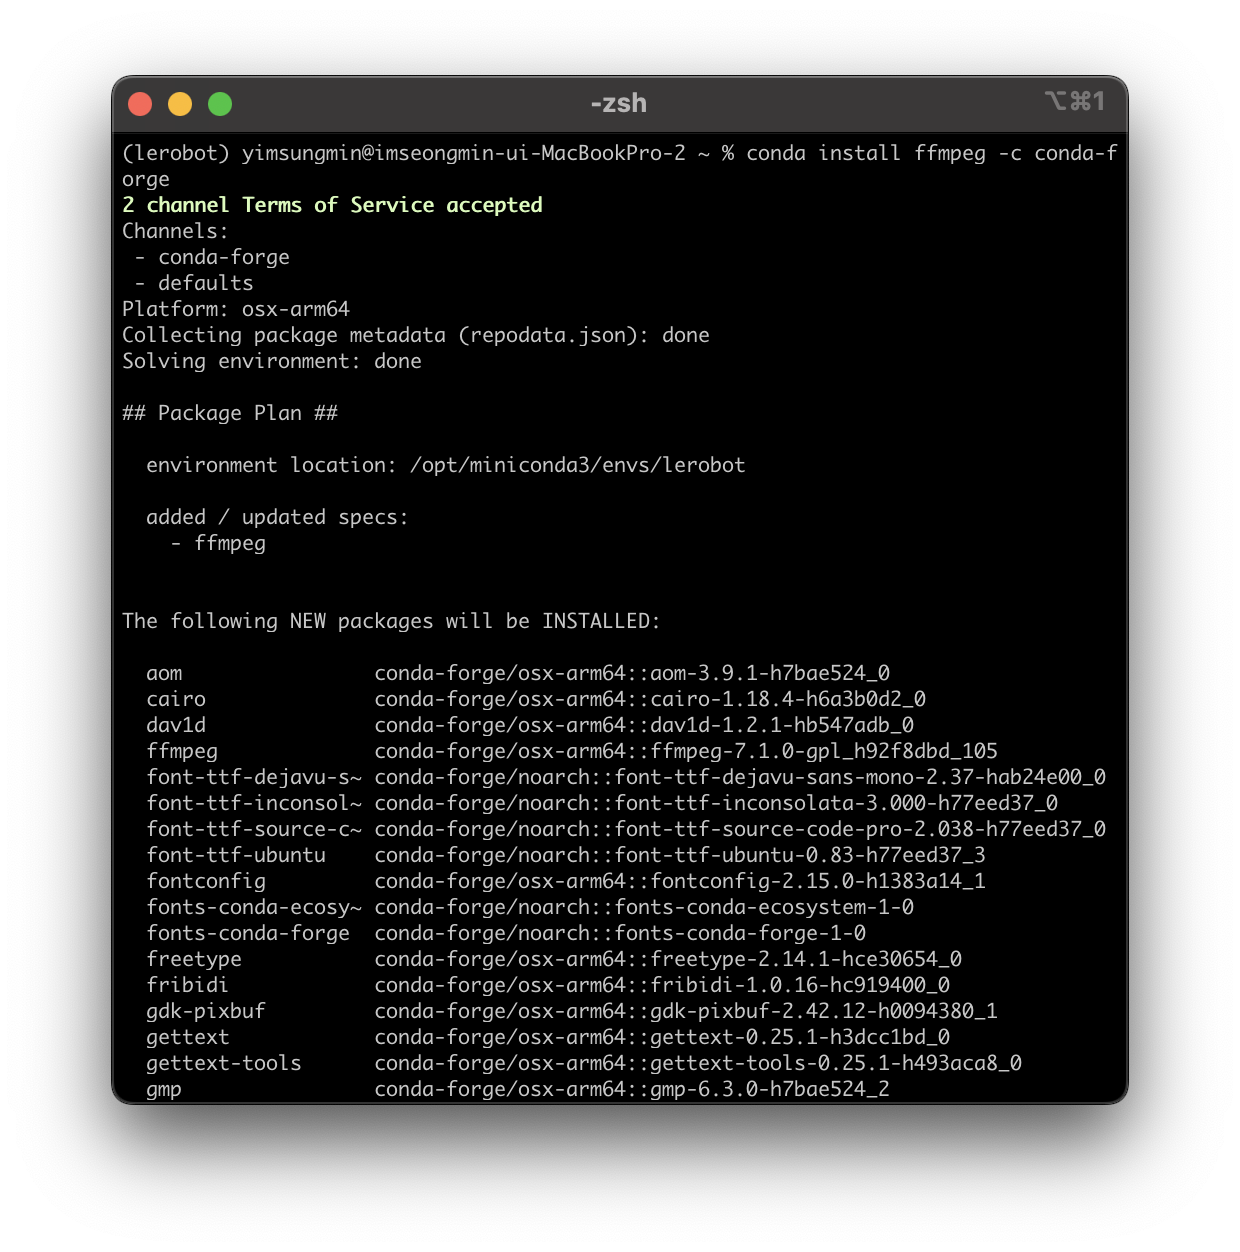 -zsh
⌥⌘1
(lerobot) yimsungmin@imseongmin-ui-MacBookPro-2 ~ % conda install ffmpeg -c conda-f
orge
2 channel Terms of Service accepted
Channels:
 - conda-forge
 - defaults
Platform: osx-arm64
Collecting package metadata (repodata.json): done
Solving environment: done
## Package Plan ##
  environment location: /opt/miniconda3/envs/lerobot
  added / updated specs:
    - ffmpeg
The following NEW packages will be INSTALLED:
  aom                conda-forge/osx-arm64::aom-3.9.1-h7bae524_0
  cairo              conda-forge/osx-arm64::cairo-1.18.4-h6a3b0d2_0
  dav1d              conda-forge/osx-arm64::dav1d-1.2.1-hb547adb_0
  ffmpeg             conda-forge/osx-arm64::ffmpeg-7.1.0-gpl_h92f8dbd_105
  font-ttf-dejavu-s~ conda-forge/noarch::font-ttf-dejavu-sans-mono-2.37-hab24e00_0
  font-ttf-inconsol~ conda-forge/noarch::font-ttf-inconsolata-3.000-h77eed37_0
  font-ttf-source-c~ conda-forge/noarch::font-ttf-source-code-pro-2.038-h77eed37_0
  font-ttf-ubuntu    conda-forge/noarch::font-ttf-ubuntu-0.83-h77eed37_3
  fontconfig         conda-forge/osx-arm64::fontconfig-2.15.0-h1383a14_1
  fonts-conda-ecosy~ conda-forge/noarch::fonts-conda-ecosystem-1-0
  fonts-conda-forge  conda-forge/noarch::fonts-conda-forge-1-0
  freetype           conda-forge/osx-arm64::freetype-2.14.1-hce30654_0
  fribidi            conda-forge/osx-arm64::fribidi-1.0.16-hc919400_0
  gdk-pixbuf         conda-forge/osx-arm64::gdk-pixbuf-2.42.12-h0094380_1
  gettext            conda-forge/osx-arm64::gettext-0.25.1-h3dcc1bd_0
  gettext-tools      conda-forge/osx-arm64::gettext-tools-0.25.1-h493aca8_0
  gmp                conda-forge/osx-arm64::gmp-6.3.0-h7bae524_2